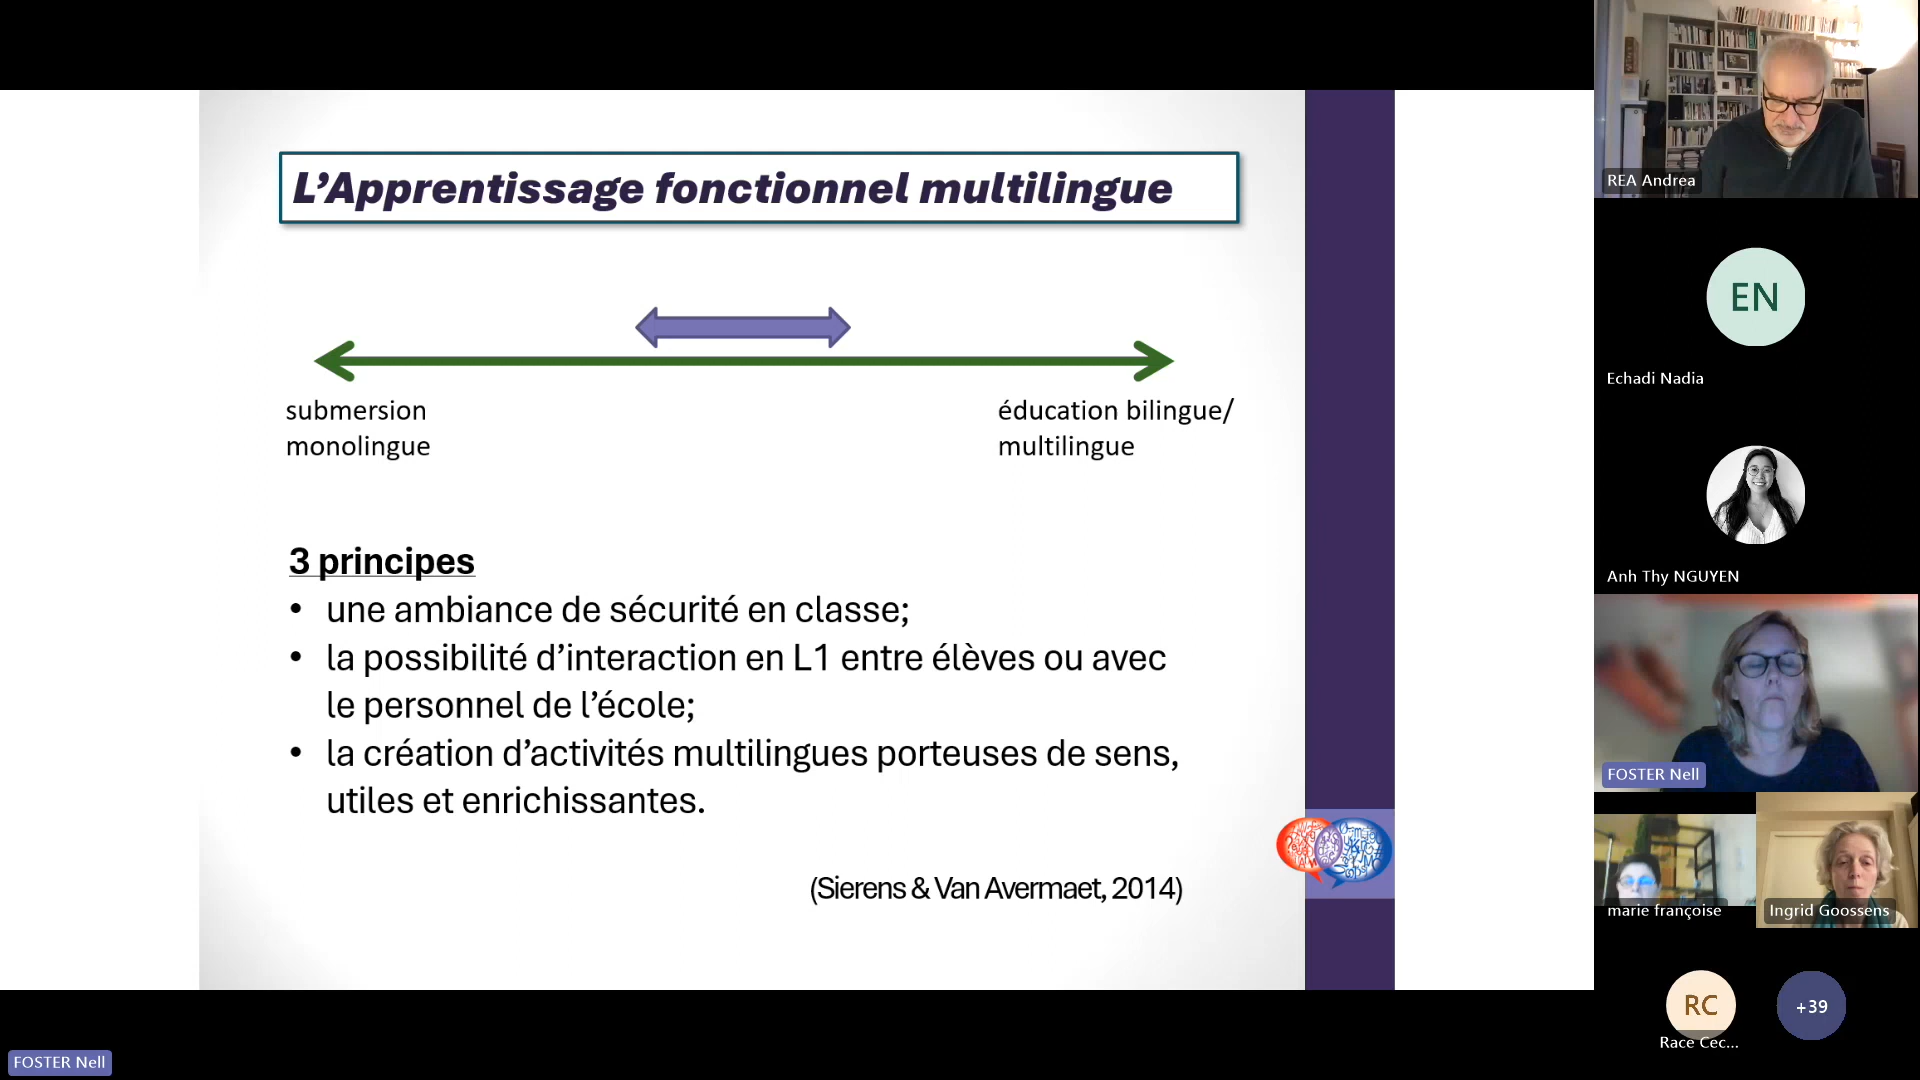 L’Apprentissage fonctionnel multilingue
submersion
monolingue
éducation bilingue/
multilingue
3 principes
• une ambiance de sécurité en classe;
• la possibilité d’interaction en L1 entre élèves ou avec
le personnel de l’école;
• la création d’activités multilingues porteuses de sens,
utiles et enrichissantes.
(Sierens & Van Avermaet, 2014)
FOSTER Nell
REA Andrea
EN
Echadi Nadia
Anh Thy NGUYEN
FOSTER Nell
marie françoise
Ingrid Goossens
RC
Race Cec...
+39